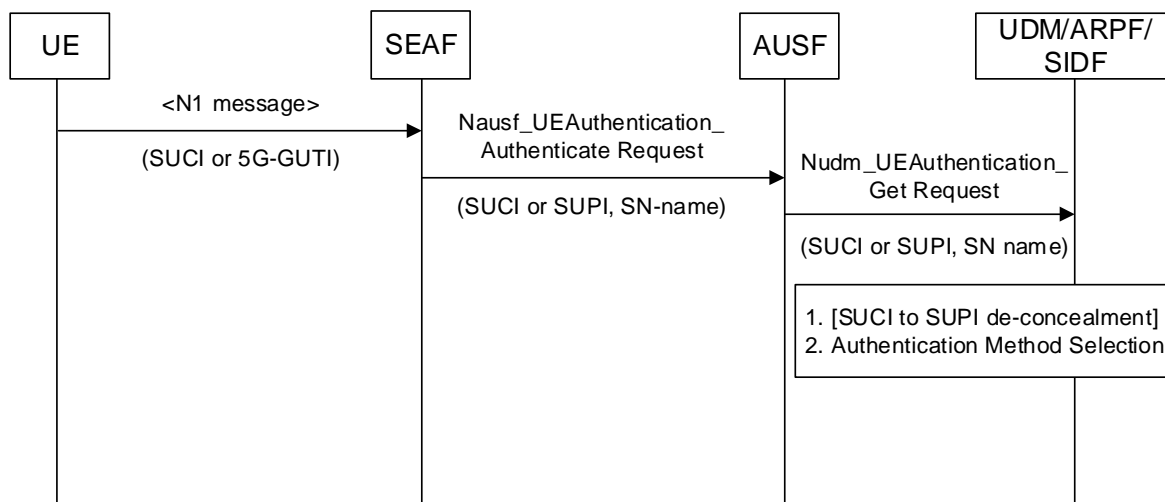 UE
SEAF
AUSF
UDM/ARPF/
SIDF
<N1 message>
(SUCI or 5G-GUTI)
Nausf_UEAuthentication_
Authenticate Request
(SUCI or SUPI, SN-name)
Nudm_UEAuthentication_
Get Request
(SUCI or SUPI, SN name)
1. [SUCI to SUPI de-concealment]
2. Authentication Method Selection